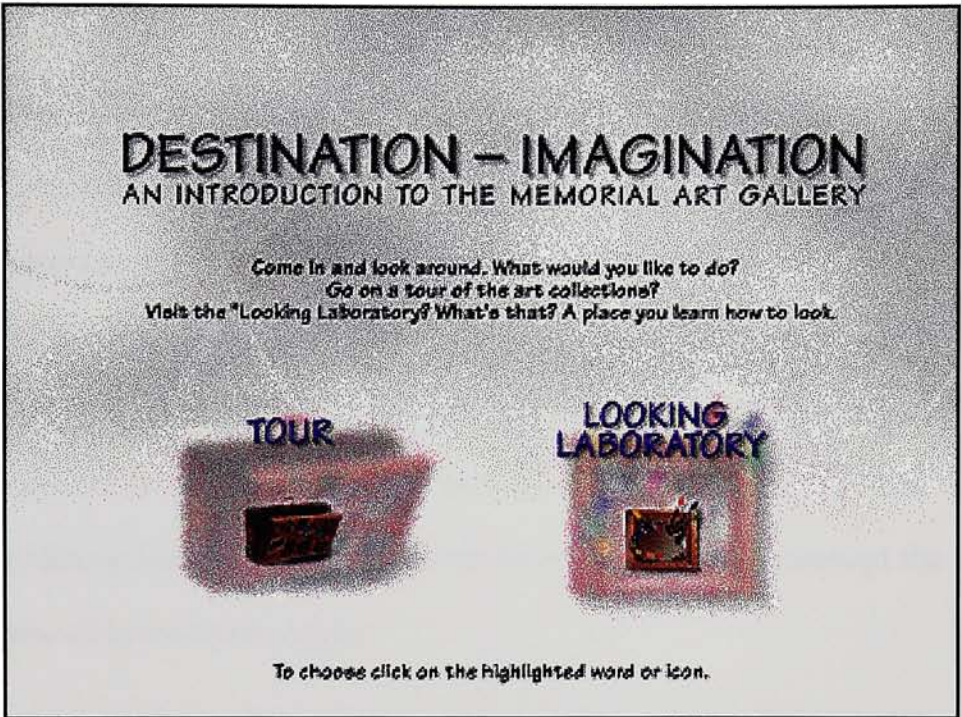 DESTINATION – IMAGINATION
AN INTRODUCTION TO THE MEMORIAL ART GALLERY
Come in and look around. What would you like to do?
Go on a tour of the art collections?
Visit the "Looking Laboratory? What's that? A place you learn how to look.
TOUR
LOOKING
LABORATORY
To choose click on the highlighted word or icon.